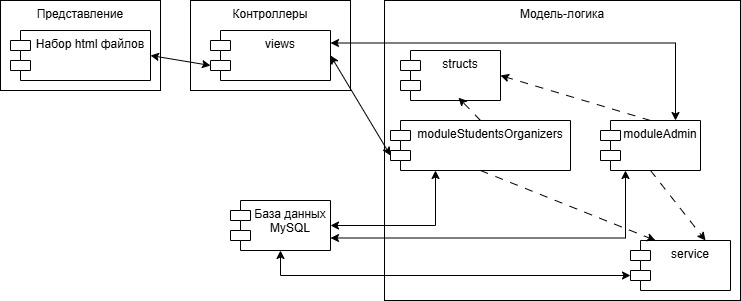 Представление
Контроллеры
Модель-логика
Набор html файлов
views
structs
moduleStudentsOrganizers
moduleAdmin
База данных
MySQL
service